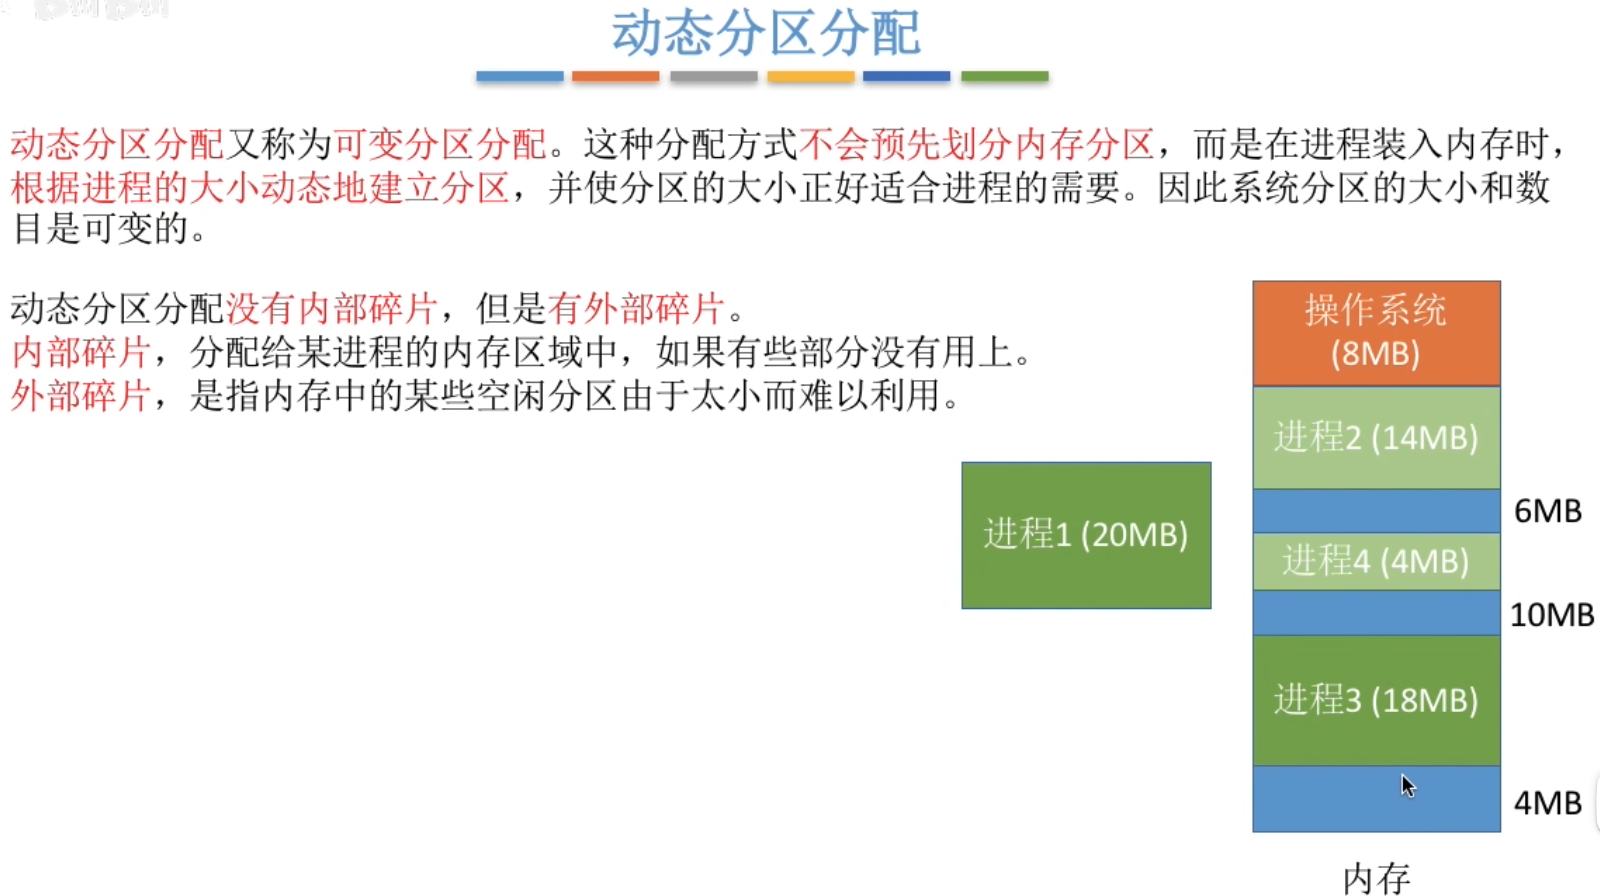 动态分区分配
动态分区分配又称为可变分区分配。这种分配方式不会预先划分内存分区，而是在进程装入内存时，
根据进程的大小动态地建立分区，并使分区的大小正好适合进程的需要。因此系统分区的大小和数
目是可变的。
动态分区分配没有内部碎片，但是有外部碎片。
内部碎片，分配给某进程的内存区域中，如果有些部分没有用上。
外部碎片，是指内存中的某些空闲分区由于太小而难以利用。
操作系统
(8MB)
进程2 (14MB)
6MB
进程1 (20MB)
进程4 (4MB)
10MB
进程3 (18MB)
4MB
内存